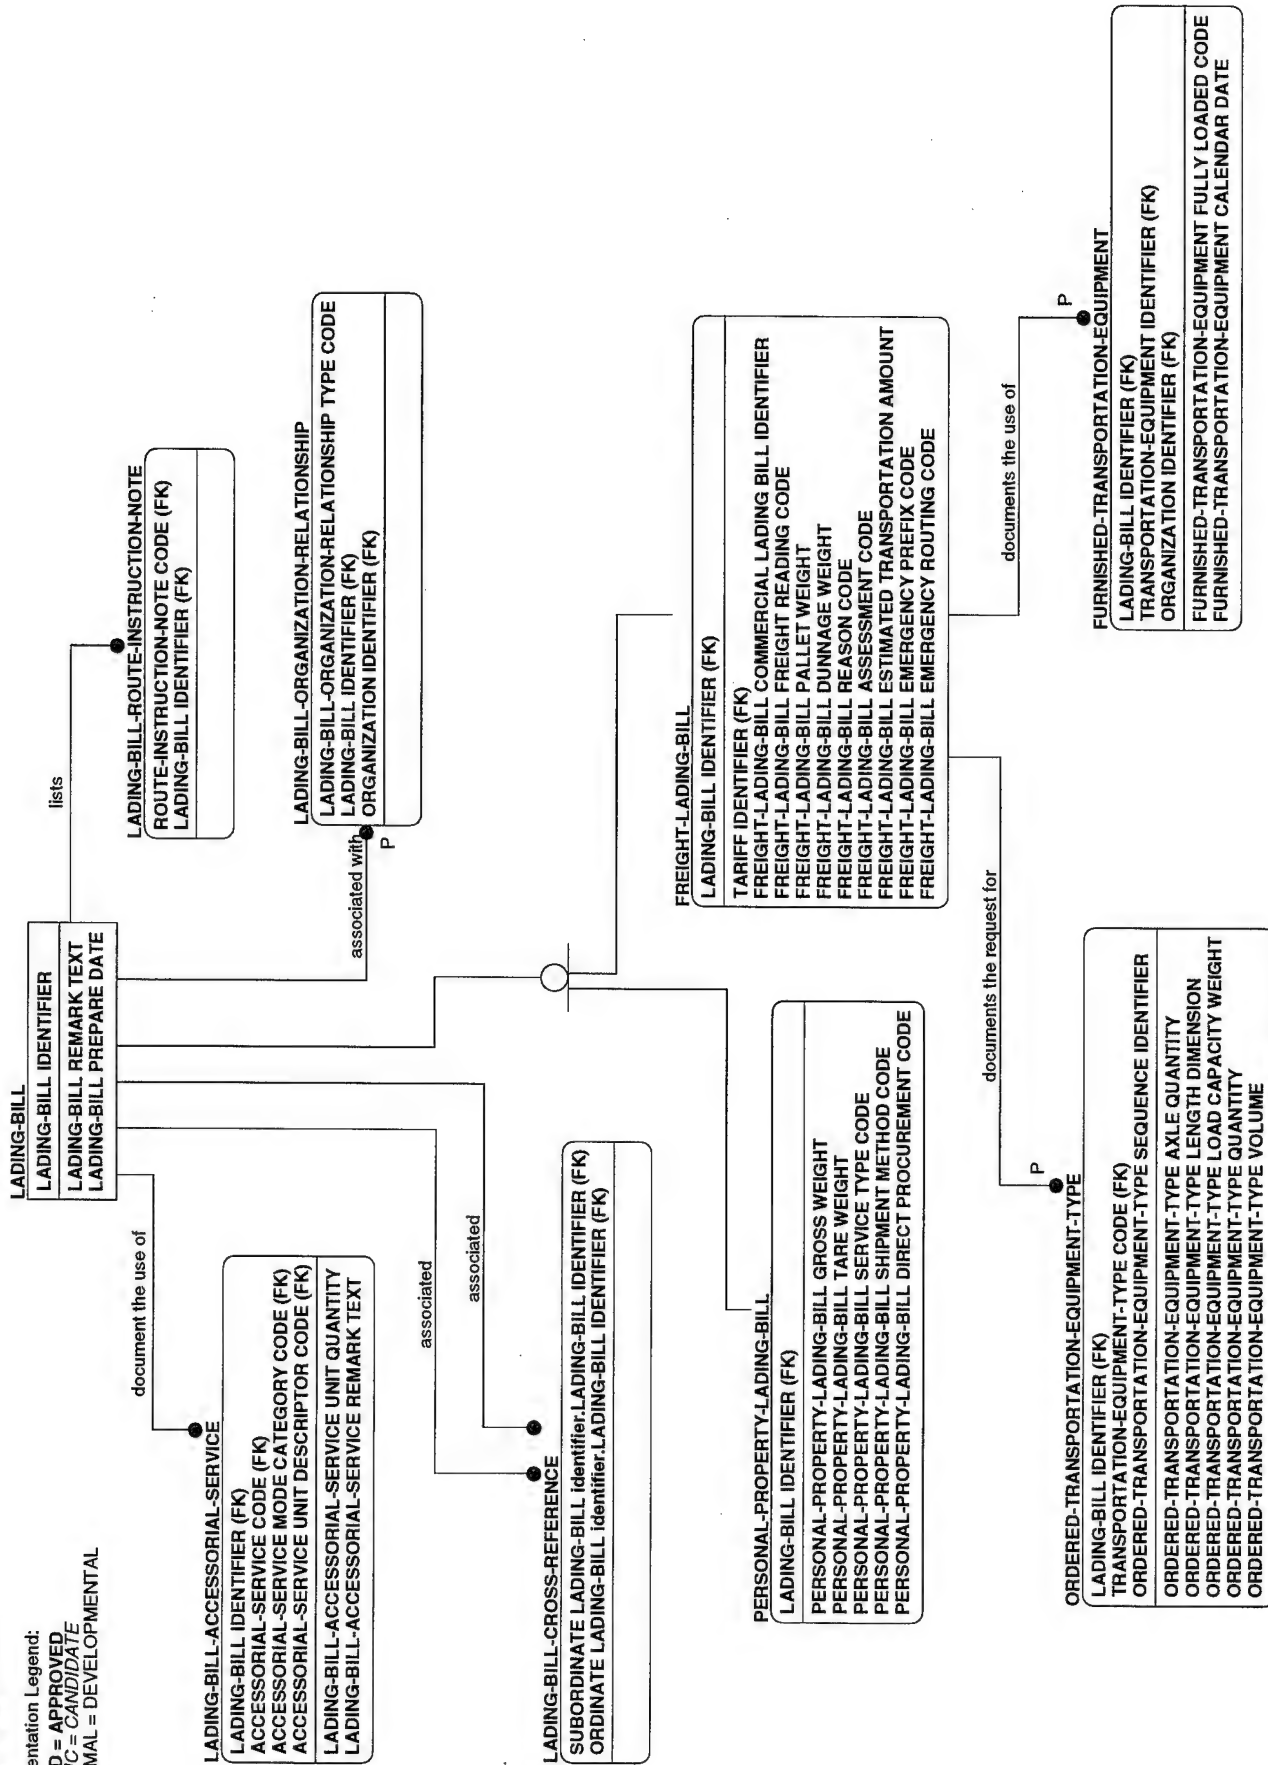 entation Legend:
D = APPROVED
IC = CANDIDATE
MAL = DEVELOPMENTAL
LADING-BILL
LADING-BILL IDENTIFIER
LADING-BILL REMARK TEXT
LADING-BILL PREPARE DATE
lists
document the use of
associated with
P
associated
associated
LADING-BILL-ROUTE-INSTRUCTION-NOTE
ROUTE-INSTRUCTION-NOTE CODE (FK)
LADING-BILL IDENTIFIER (FK)
LADING-BILL-ACCESSORIAL-SERVICE
LADING-BILL IDENTIFIER (FK)
ACCESSORIAL-SERVICE CODE (FK)
ACCESSORIAL-SERVICE MODE CATEGORY CODE (FK)
ACCESSORIAL-SERVICE UNIT DESCRIPTOR CODE (FK)
LADING-BILL-ACCESSORIAL-SERVICE UNIT QUANTITY
LADING-BILL-ACCESSORIAL-SERVICE REMARK TEXT
LADING-BILL-ORGANIZATION-RELATIONSHIP
LADING-BILL-ORGANIZATION-RELATIONSHIP TYPE CODE
LADING-BILL IDENTIFIER (FK)
ORGANIZATION IDENTIFIER (FK)
LADING-BILL-CROSS-REFERENCE
SUBORDINATE LADING-BILL identifier.LADING-BILL IDENTIFIER (FK)
ORDINATE LADING-BILL identifier.LADING-BILL IDENTIFIER (FK)
PERSONAL-PROPERTY-LADING-BILL
LADING-BILL IDENTIFIER (FK)
PERSONAL-PROPERTY-LADING-BILL GROSS WEIGHT
PERSONAL-PROPERTY-LADING-BILL TARE WEIGHT
PERSONAL-PROPERTY-LADING-BILL SERVICE TYPE CODE
PERSONAL-PROPERTY-LADING-BILL SHIPMENT METHOD CODE
PERSONAL-PROPERTY-LADING-BILL DIRECT PROCUREMENT CODE
FREIGHT-LADING-BILL
LADING-BILL IDENTIFIER (FK)
TARIFF IDENTIFIER (FK)
FREIGHT-LADING-BILL COMMERCIAL LADING BILL IDENTIFIER
FREIGHT-LADING-BILL FREIGHT READING CODE
FREIGHT-LADING-BILL PALLET WEIGHT
FREIGHT-LADING-BILL DUNNAGE WEIGHT
FREIGHT-LADING-BILL REASON CODE
FREIGHT-LADING-BILL ASSESSMENT CODE
FREIGHT-LADING-BILL ESTIMATED TRANSPORTATION AMOUNT
FREIGHT-LADING-BILL EMERGENCY PREFIX CODE
FREIGHT-LADING-BILL EMERGENCY ROUTING CODE
documents the request for
P
documents the use of
P
ORDERED-TRANSPORTATION-EQUIPMENT-TYPE
LADING-BILL IDENTIFIER (FK)
TRANSPORTATION-EQUIPMENT-TYPE CODE (FK)
ORDERED-TRANSPORTATION-EQUIPMENT-TYPE SEQUENCE IDENTIFIER
ORDERED-TRANSPORTATION-EQUIPMENT-TYPE AXLE QUANTITY
ORDERED-TRANSPORTATION-EQUIPMENT-TYPE LENGTH DIMENSION
ORDERED-TRANSPORTATION-EQUIPMENT-TYPE LOAD CAPACITY WEIGHT
ORDERED-TRANSPORTATION-EQUIPMENT-TYPE QUANTITY
ORDERED-TRANSPORTATION-EQUIPMENT-TYPE VOLUME
FURNISHED-TRANSPORTATION-EQUIPMENT
LADING-BILL IDENTIFIER (FK)
TRANSPORTATION-EQUIPMENT IDENTIFIER (FK)
ORGANIZATION IDENTIFIER (FK)
FURNISHED-TRANSPORTATION-EQUIPMENT FULLY LOADED CODE
FURNISHED-TRANSPORTATION-EQUIPMENT CALENDAR DATE